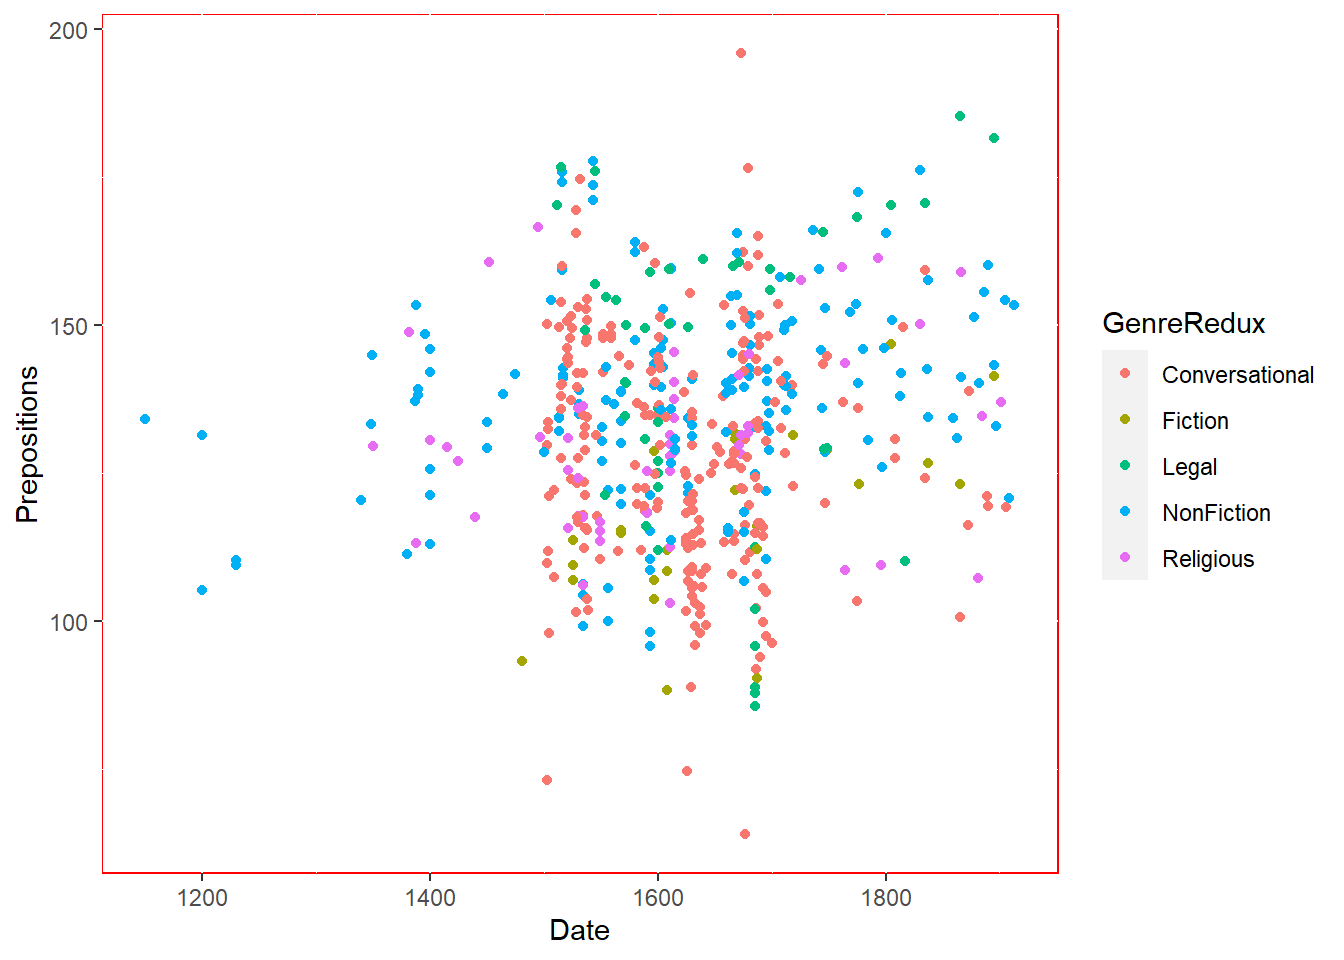 200
150
100
Prepositions
1200
1400
1600
1800
Date
GenreRedux
Conversational
Fiction
Legal
NonFiction
Religious